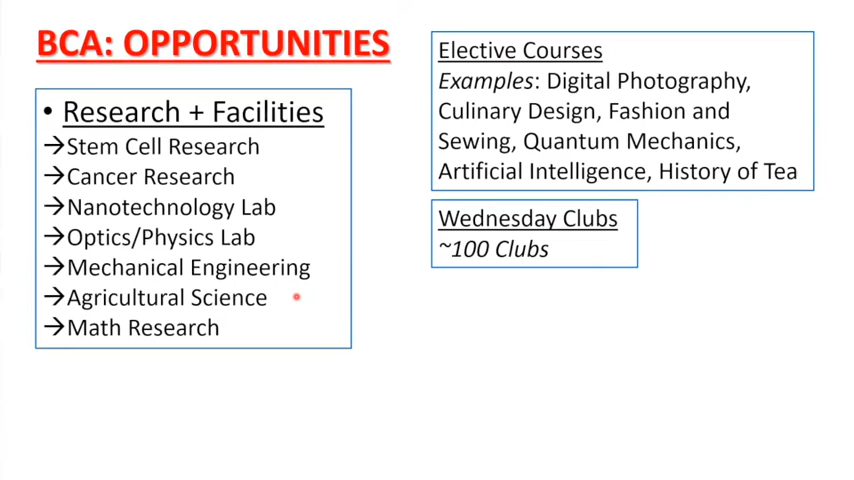 BCA: OPPORTUNITIES
• Research + Facilities
→Stem Cell Research
→Cancer Research
→Nanotechnology Lab
→Optics/Physics Lab
→Mechanical Engineering
→Agricultural Science
→Math Research
Elective Courses
Examples: Digital Photography,
Culinary Design, Fashion and
Sewing, Quantum Mechanics,
Artificial Intelligence, History of Tea
Wednesday Clubs
~100 Clubs